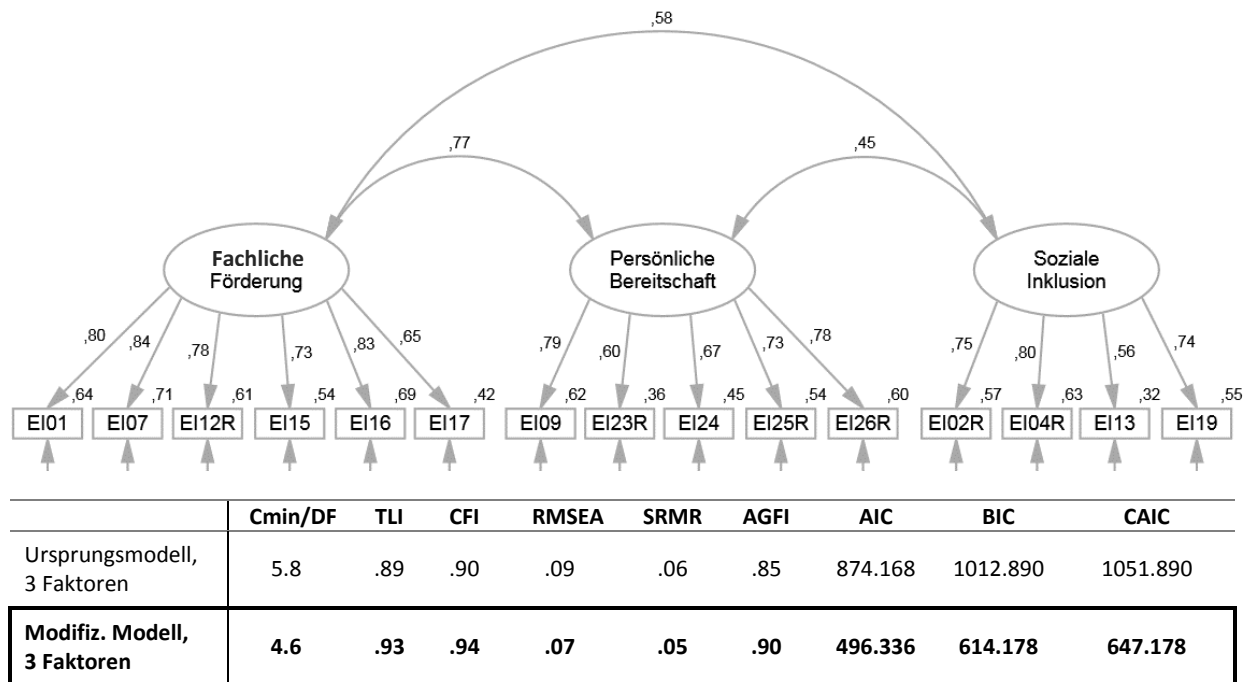 ,58
,77 ,45
Fachliche
Förderung
Persönliche
Bereitschaft
Soziale
Inklusion
,80 ,84 ,78 ,73 ,83 ,65 ,79 ,60 ,67 ,73 ,78 ,75 ,80 ,56 ,74
,64 ,71 ,61 ,54 ,69 ,42 ,62 ,36 ,45 ,54 ,60 ,57 ,63 ,32 ,55
EI01 EI07 EI12R EI15 EI16 EI17 EI09 EI23R EI24 EI25R EI26R EI02R EI04R EI13 EI19
Cmin/DF TLI CFI RMSEA SRMR AGFI AIC BIC CAIC
Ursprungsmodell,
3 Faktoren 5.8 .89 .90 .09 .06 .85 874.168 1012.890 1051.890
Modifiz. Modell,
3 Faktoren 4.6 .93 .94 .07 .05 .90 496.336 614.178 647.178